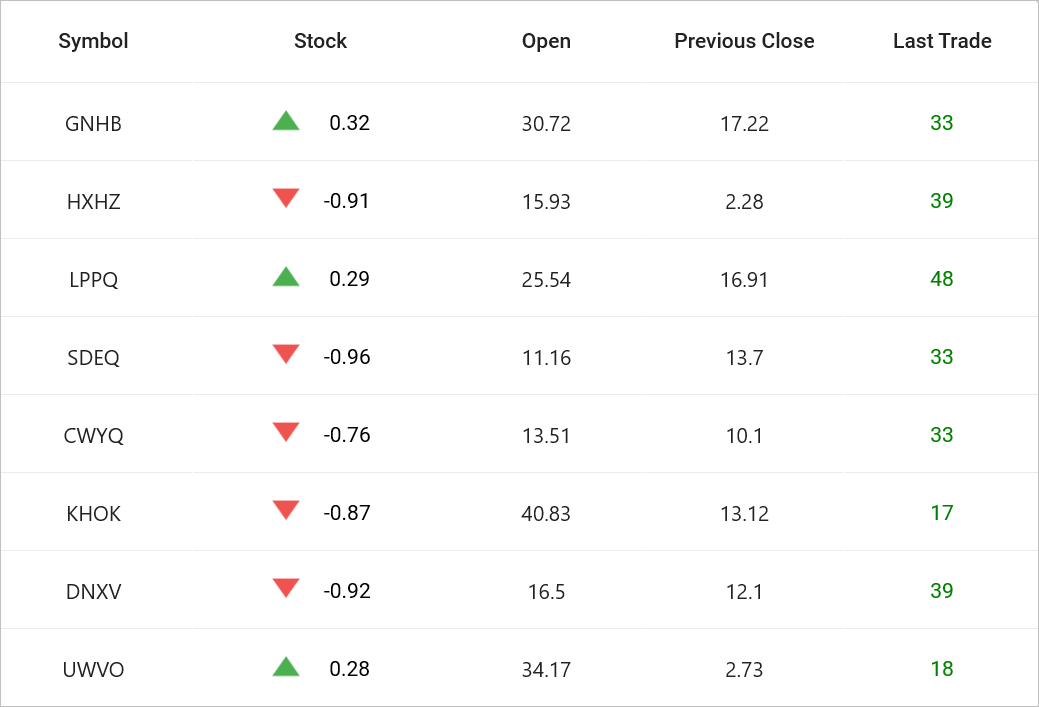 Symbol Stock Open Previous Close Last Trade
GNHB 0.32 30.72 17.22 33
HXHZ -0.91 15.93 2.28 39
LPPQ 0.29 25.54 16.91 48
SDEQ -0.96 11.16 13.7 33
CWYQ -0.76 13.51 10.1 33
KHOK -0.87 40.83 13.12 17
DNXV -0.92 16.5 12.1 39
UWVO 0.28 34.17 2.73 18